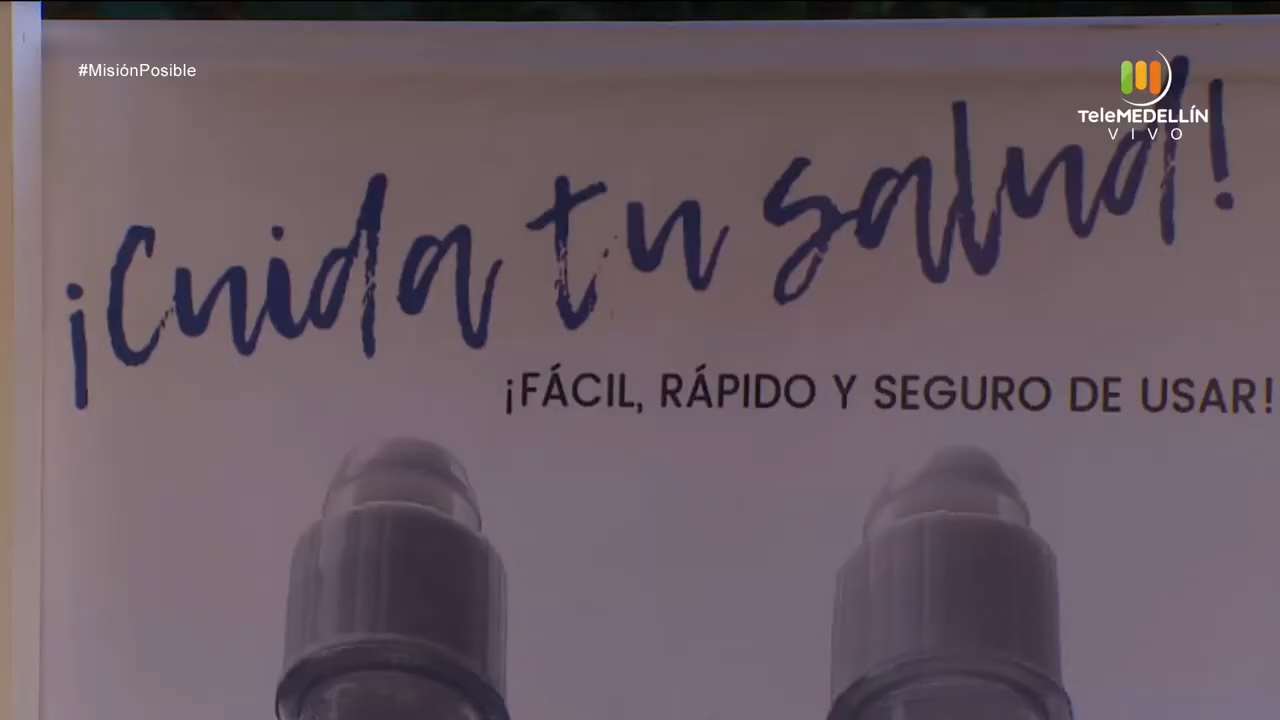 #MisiónPosible
TeleMEDELLÍN
VIVO
¡Cuida tu salud!
¡FÁCIL, RÁPIDO Y SEGURO DE USAR!